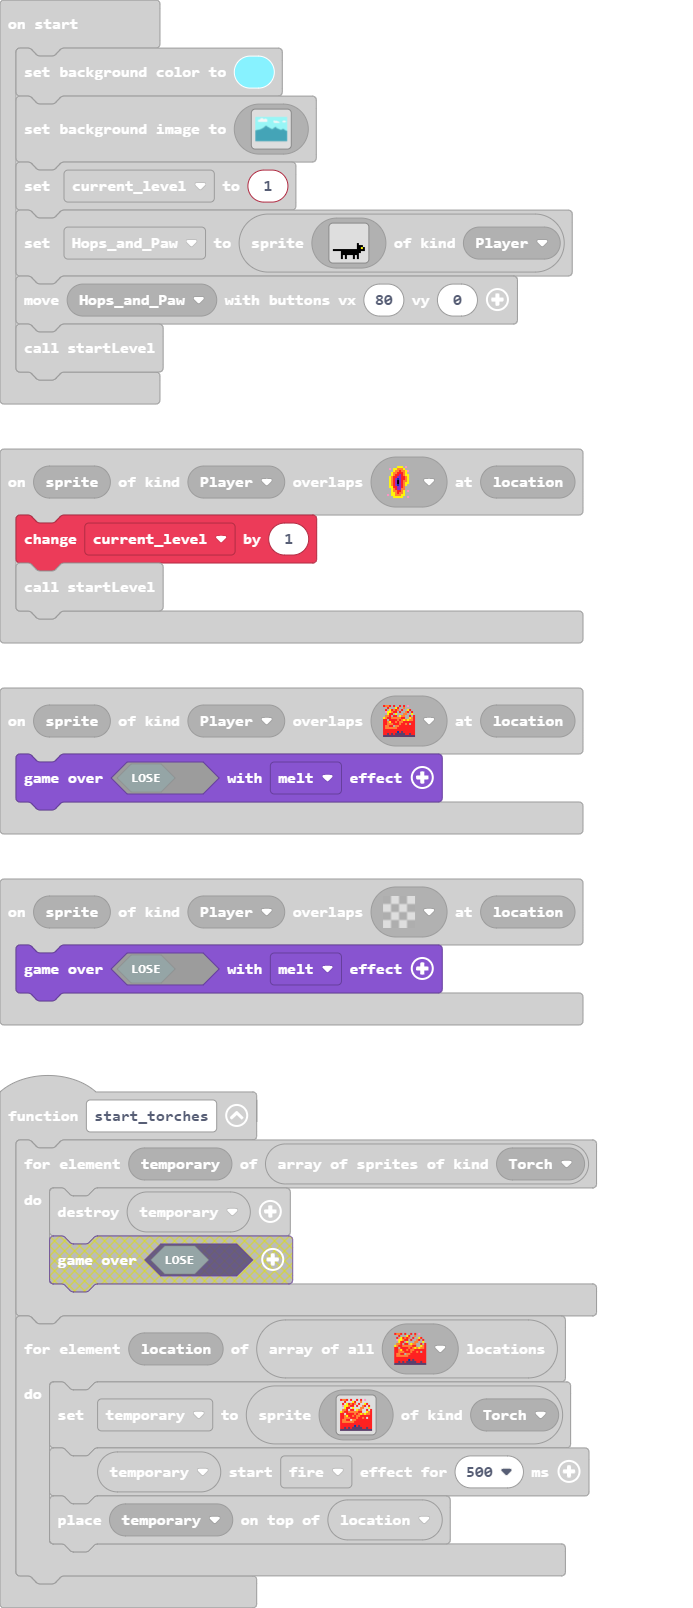 on start
set background color to
set background image to
set current_level to 1
set Hops_and_Paw to sprite of kind Player
move Hops_and_Paw with buttons vx 80 vy 0
call startLevel
on sprite of kind Player overlaps at location
change current_level by 1
call startLevel
on sprite of kind Player overlaps at location
game over LOSE with melt effect
on sprite of kind Player overlaps at location
game over LOSE with melt effect
function start_torches
for element temporary of array of sprites of kind Torch
do
destroy temporary
game over LOSE
for element location of array of all locations
do
set temporary to sprite of kind Torch
temporary start fire effect for 500 ms
place temporary on top of location